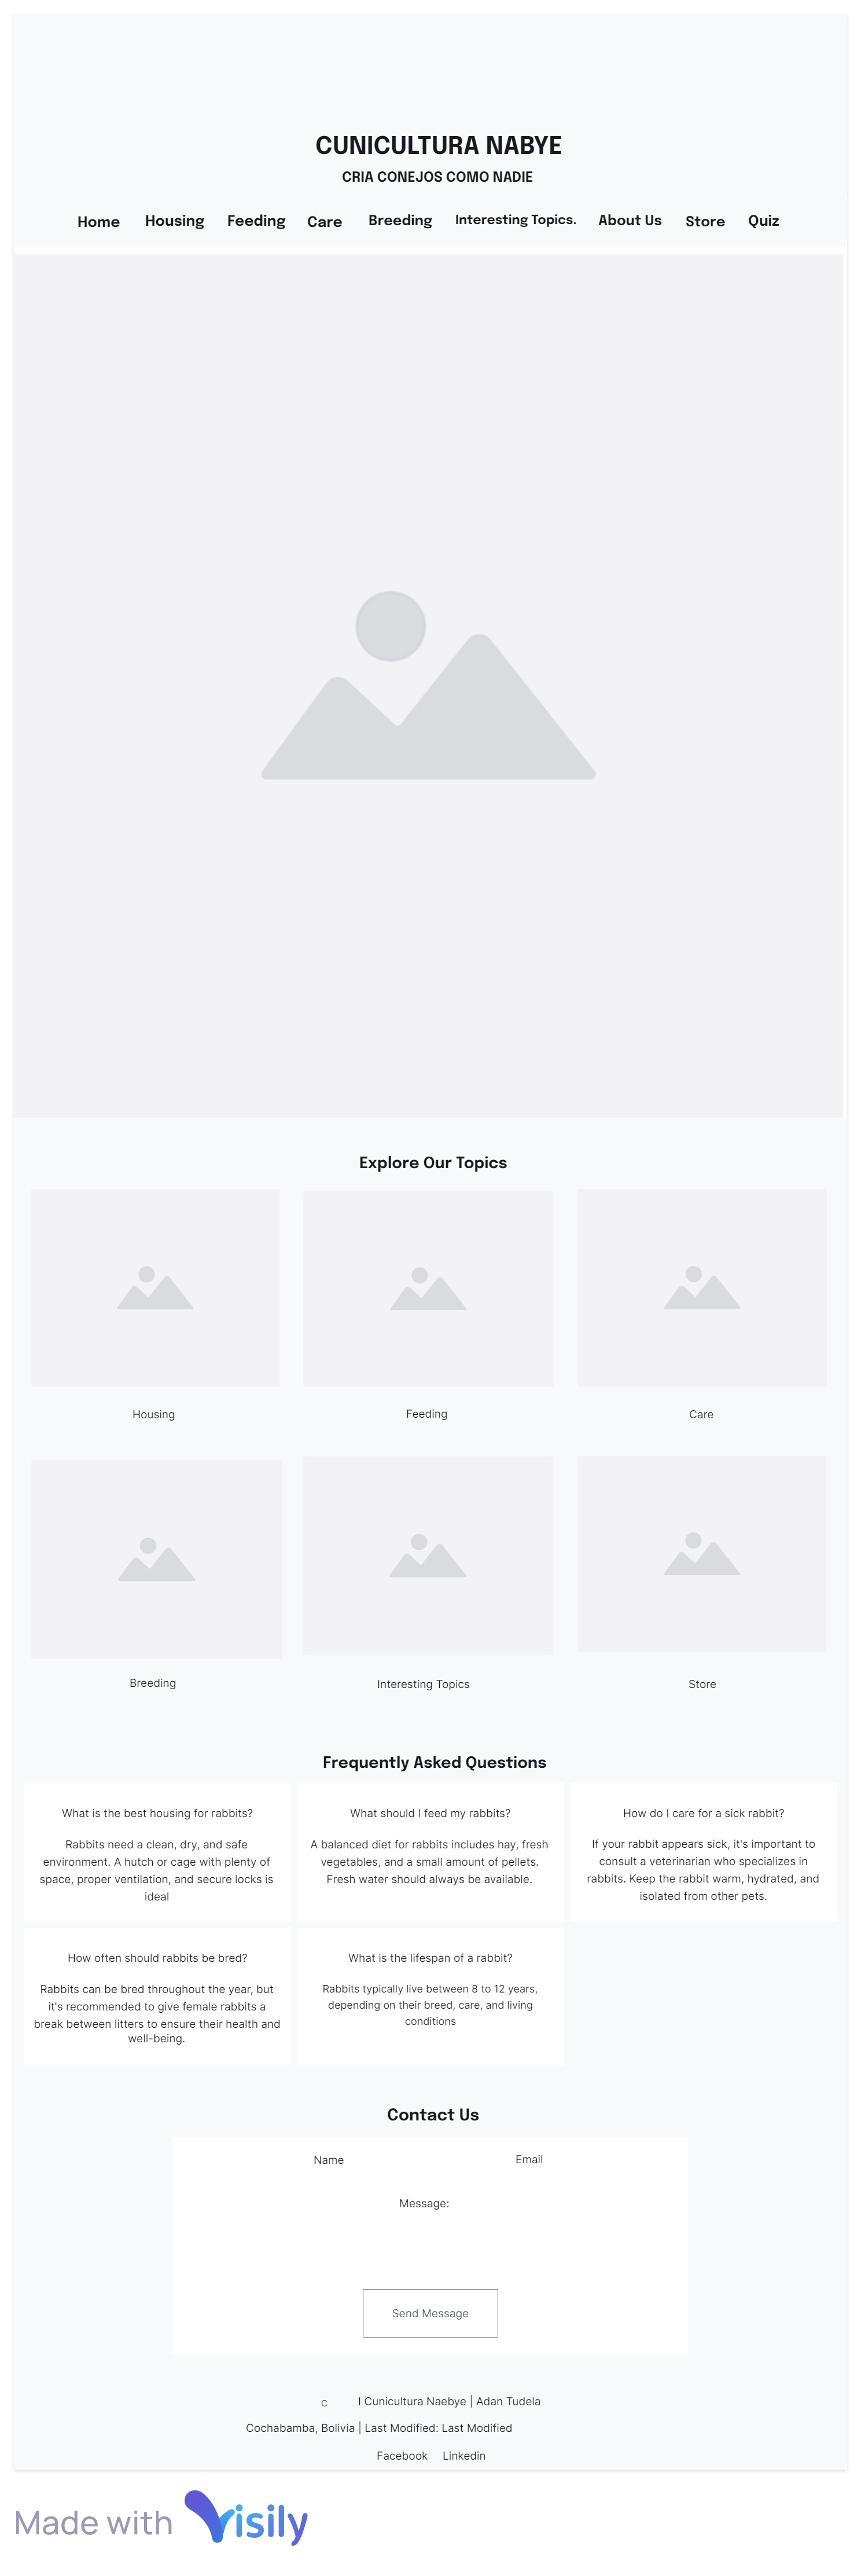 CUNICULTURA NABYE
CRIA CONEJOS COMO NADIE
Home Housing Feeding Care Breeding Interesting Topics. About Us Store Quiz
Explore Our Topics
Housing Feeding Care
Breeding Interesting Topics Store
Frequently Asked Questions
What is the best housing for rabbits?
Rabbits need a clean, dry, and safe
environment. A hutch or cage with plenty of
space, proper ventilation, and secure locks is
ideal
What should I feed my rabbits?
A balanced diet for rabbits includes hay, fresh
vegetables, and a small amount of pellets.
Fresh water should always be available.
How do I care for a sick rabbit?
If your rabbit appears sick, it's important to
consult a veterinarian who specializes in
rabbits. Keep the rabbit warm, hydrated, and
isolated from other pets.
How often should rabbits be bred?
Rabbits can be bred throughout the year, but
it's recommended to give female rabbits a
break between litters to ensure their health and
well-being.
What is the lifespan of a rabbit?
Rabbits typically live between 8 to 12 years,
depending on their breed, care, and living
conditions
Contact Us
Name Email
Message:
Send Message
C I Cunicultura Naebye | Adan Tudela
Cochabamba, Bolivia | Last Modified: Last Modified
Facebook Linkedin
Made with Visily